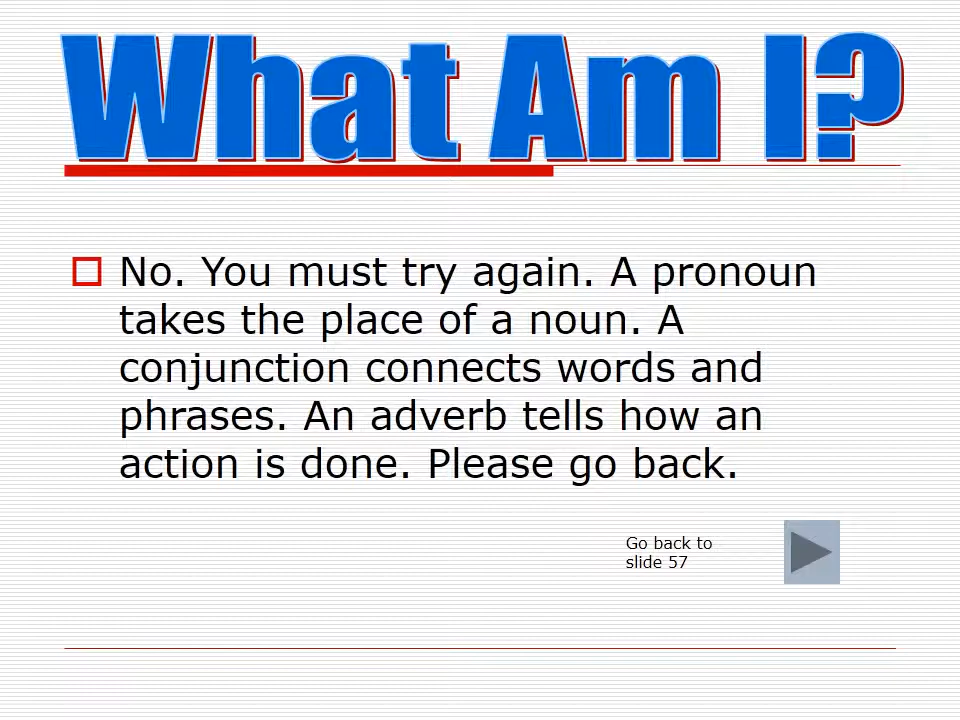 What Am I?
No. You must try again. A pronoun
takes the place of a noun. A
conjunction connects words and
phrases. An adverb tells how an
action is done. Please go back.
Go back to
slide 57